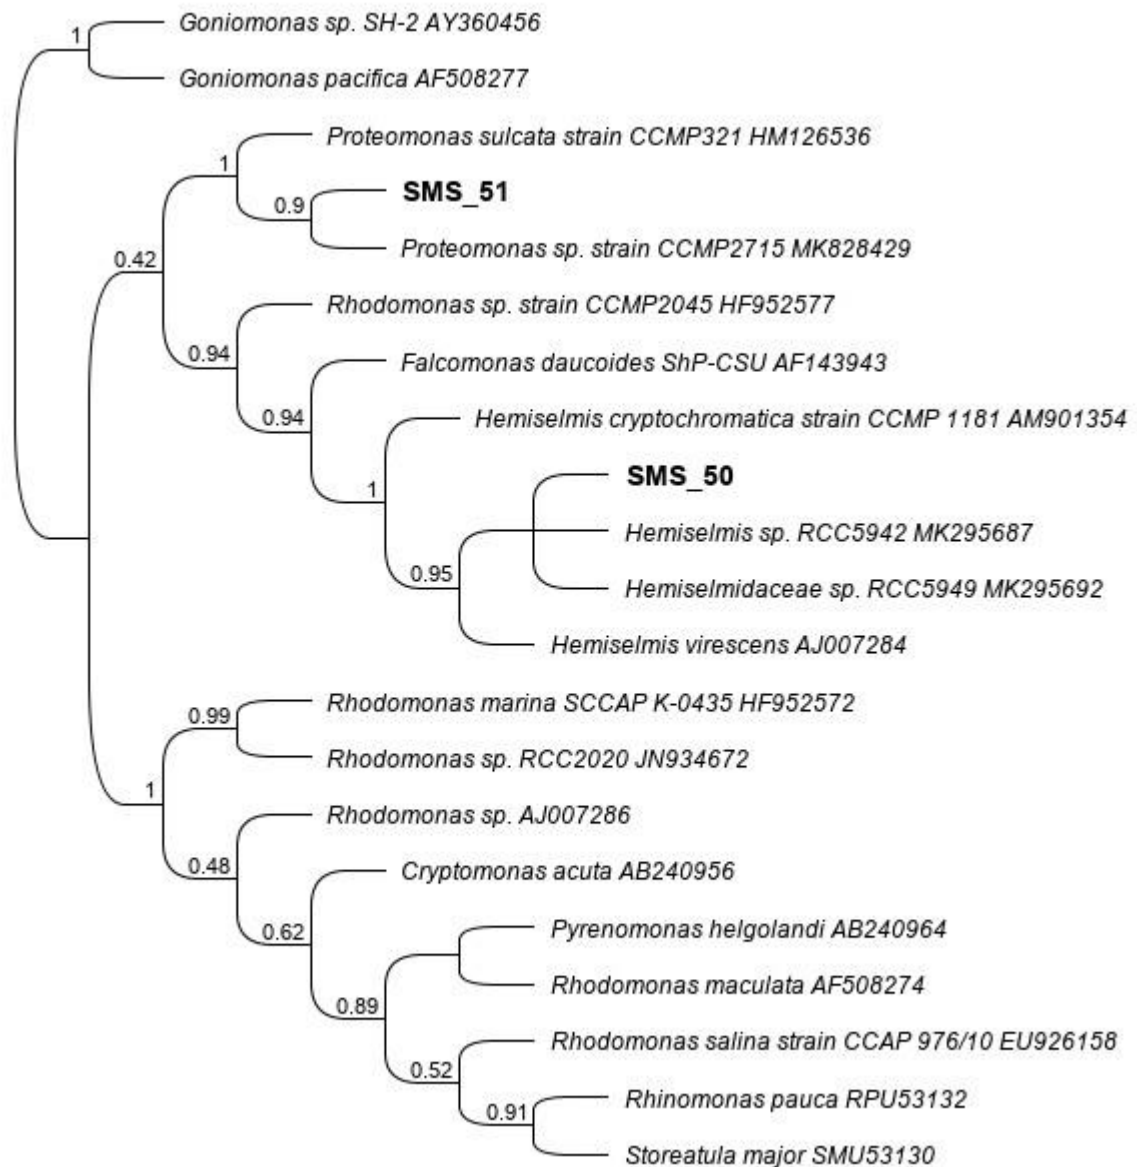 Goniomonas sp. SH-2 AY360456
1
Goniomonas pacifica AF508277
Proteomonas sulcata strain CCMP321 HM126536
1
SMS_51
0.9
Proteomonas sp. strain CCMP2715 MK828429
0.42
Rhodomonas sp. strain CCMP2045 HF952577
0.94
Falcomonas daucoides ShP-CSU AF143943
0.94
Hemiselmis cryptochromatica strain CCMP 1181 AM901354
SMS_50
1
Hemiselmis sp. RCC5942 MK295687
0.95
Hemiselmidaceae sp. RCC5949 MK295692
Hemiselmis virescens AJ007284
Rhodomonas marina SCCAP K-0435 HF952572
0.99
Rhodomonas sp. RCC2020 JN934672
1
Rhodomonas sp. AJ007286
0.48
Cryptomonas acuta AB240956
Pyrenomonas helgolandi AB240964
0.62
Rhodomonas maculata AF508274
0.89
Rhodomonas salina strain CCAP 976/10 EU926158
0.52
Rhinomonas pauca RPU53132
0.91
Storeatula major SMU53130